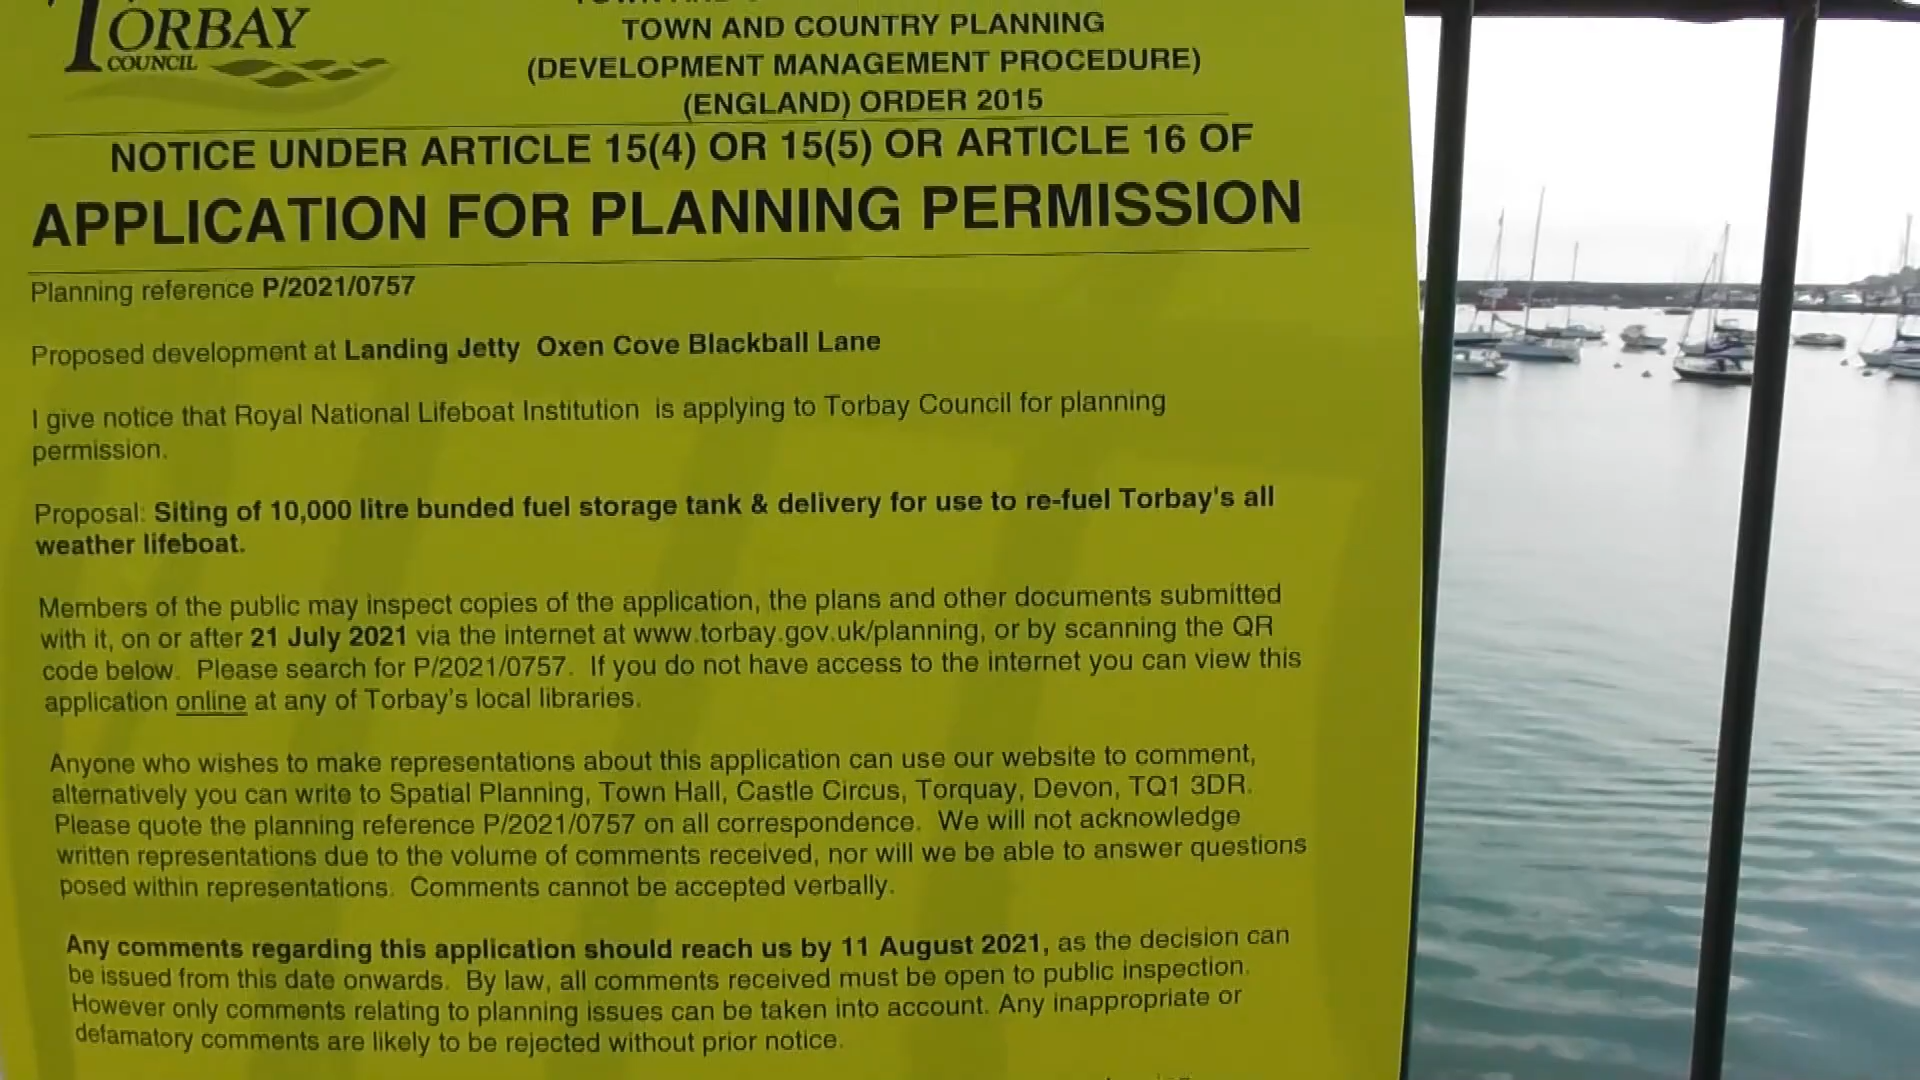 TORBAY
COUNCIL
TOWN AND COUNTRY PLANNING
(DEVELOPMENT MANAGEMENT PROCEDURE)
(ENGLAND) ORDER 2015
NOTICE UNDER ARTICLE 15(4) OR 15(5) OR ARTICLE 16 OF
APPLICATION FOR PLANNING PERMISSION
Planning reference P/2021/0757
Proposed development at Landing Jetty Oxen Cove Blackball Lane
I give notice that Royal National Lifeboat Institution is applying to Torbay Council for planning
permission.
Proposal: Siting of 10,000 litre bunded fuel storage tank & delivery for use to re-fuel Torbay's all
weather lifeboat.
Members of the public may inspect copies of the application, the plans and other documents submitted
with it, on or after 21 July 2021 via the internet at www.torbay.gov.uk/planning, or by scanning the QR
code below. Please search for P/2021/0757. If you do not have access to the internet you can view this
application online at any of Torbay's local libraries.
Anyone who wishes to make representations about this application can use our website to comment,
alternatively you can write to Spatial Planning, Town Hall, Castle Circus, Torquay, Devon, TQ1 3DR.
Please quote the planning reference P/2021/0757 on all correspondence. We will not acknowledge
written representations due to the volume of comments received, nor will we be able to answer questions
posed within representations. Comments cannot be accepted verbally.
Any comments regarding this application should reach us by 11 August 2021, as the decision can
be issued from this date onwards. By law, all comments received must be open to public inspection.
However only comments relating to planning issues can be taken into account. Any inappropriate or
defamatory comments are likely to be rejected without prior notice.